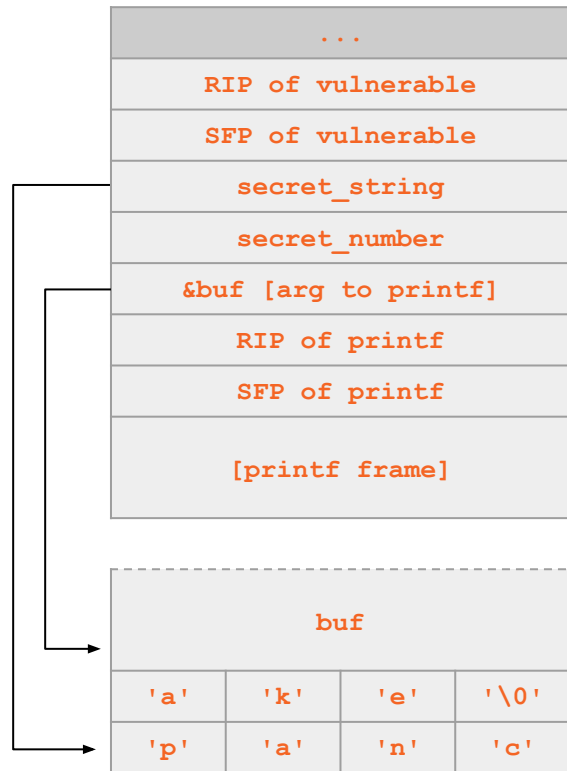 ...
RIP of vulnerable
SFP of vulnerable
secret_string
secret_number
&buf [arg to printf]
RIP of printf
SFP of printf
[printf frame]
buf
'a' 'k' 'e' '\0'
'p' 'a' 'n' 'c'